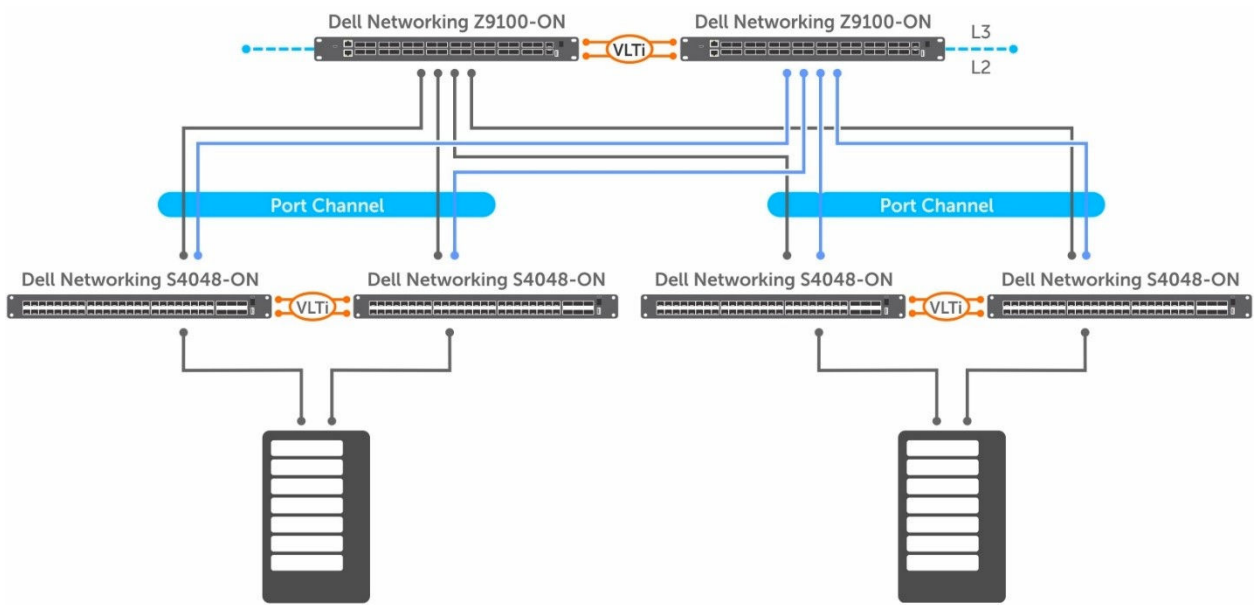 Dell Networking Z9100-ON
Dell Networking Z9100-ON
VLTi
L3
L2
Port Channel
Port Channel
Dell Networking S4048-ON
Dell Networking S4048-ON
Dell Networking S4048-ON
Dell Networking S4048-ON
VLTi
VLTi